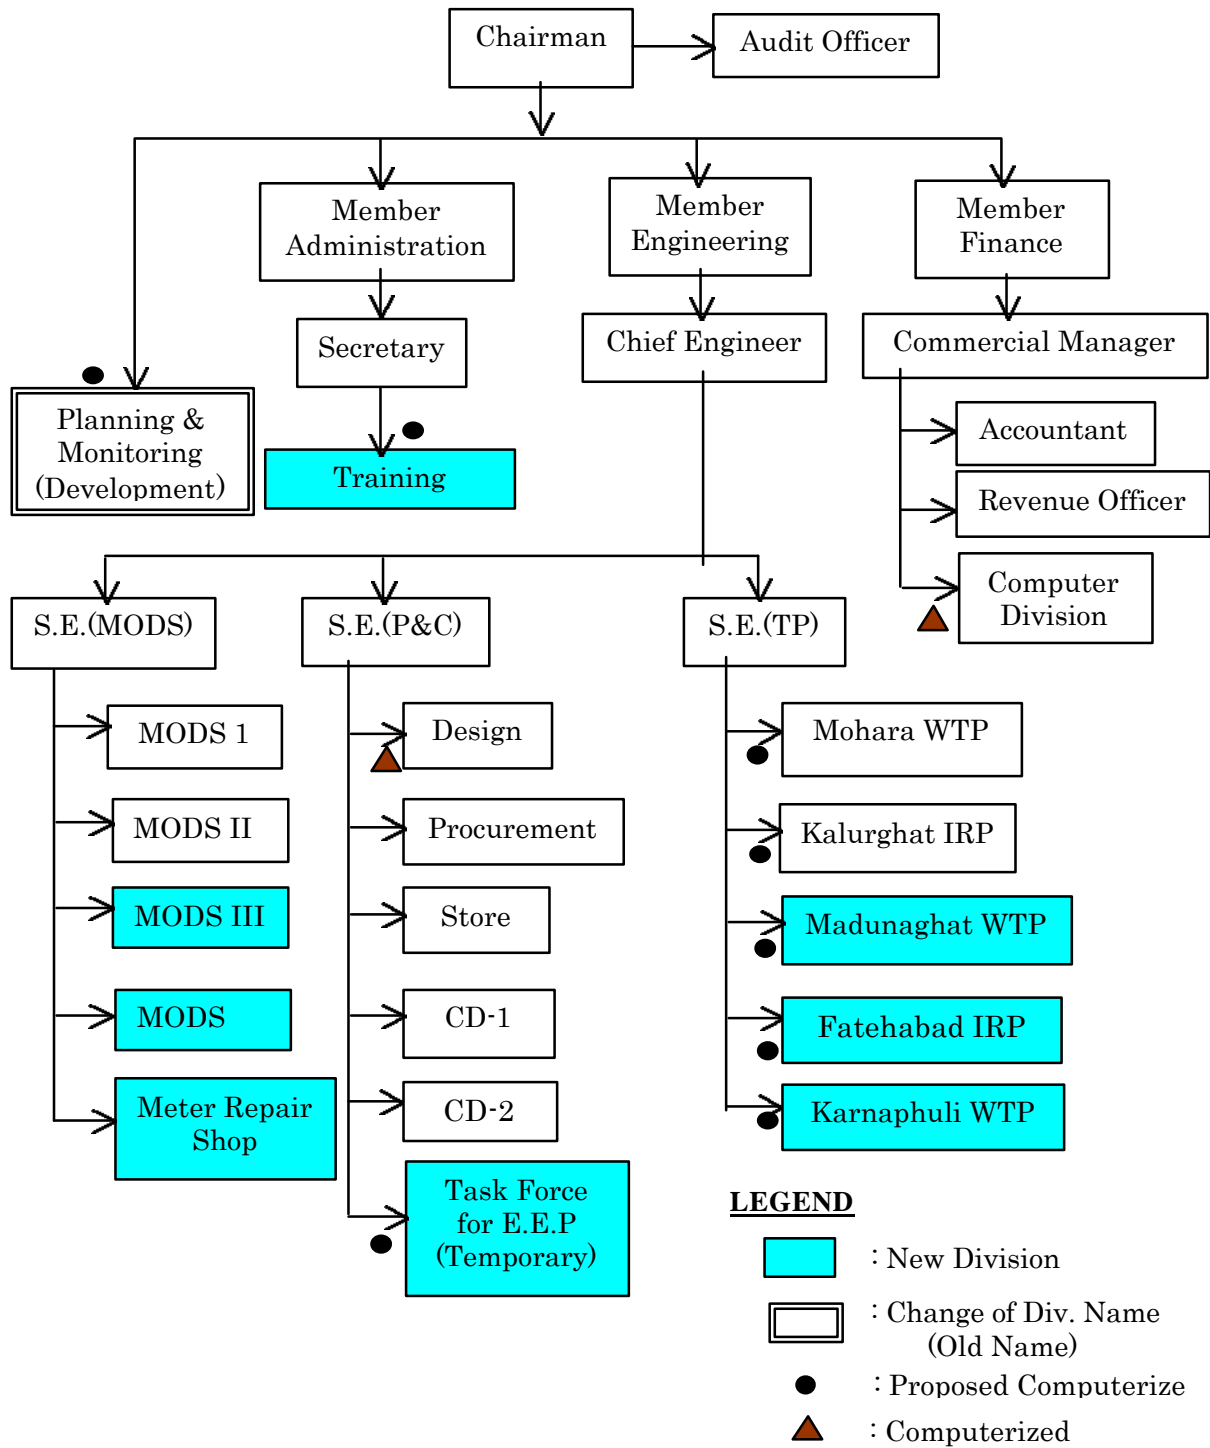 Chairman
Audit Officer
Member
Administration
Member
Engineering
Member
Finance
Secretary
Chief Engineer
Commercial Manager
Planning &
Monitoring
(Development)
Training
Accountant
Revenue Officer
Computer
Division
S.E.(MODS)
S.E.(P&C)
S.E.(TP)
MODS 1
MODS II
MODS III
MODS
Meter Repair
Shop
Design
Procurement
Store
CD-1
CD-2
Task Force
for E.E.P
(Temporary)
Mohara WTP
Kalurghat IRP
Madunaghat WTP
Fatehabad IRP
Karnaphuli WTP
LEGEND
: New Division
: Change of Div. Name
(Old Name)
: Proposed Computerize
: Computerized